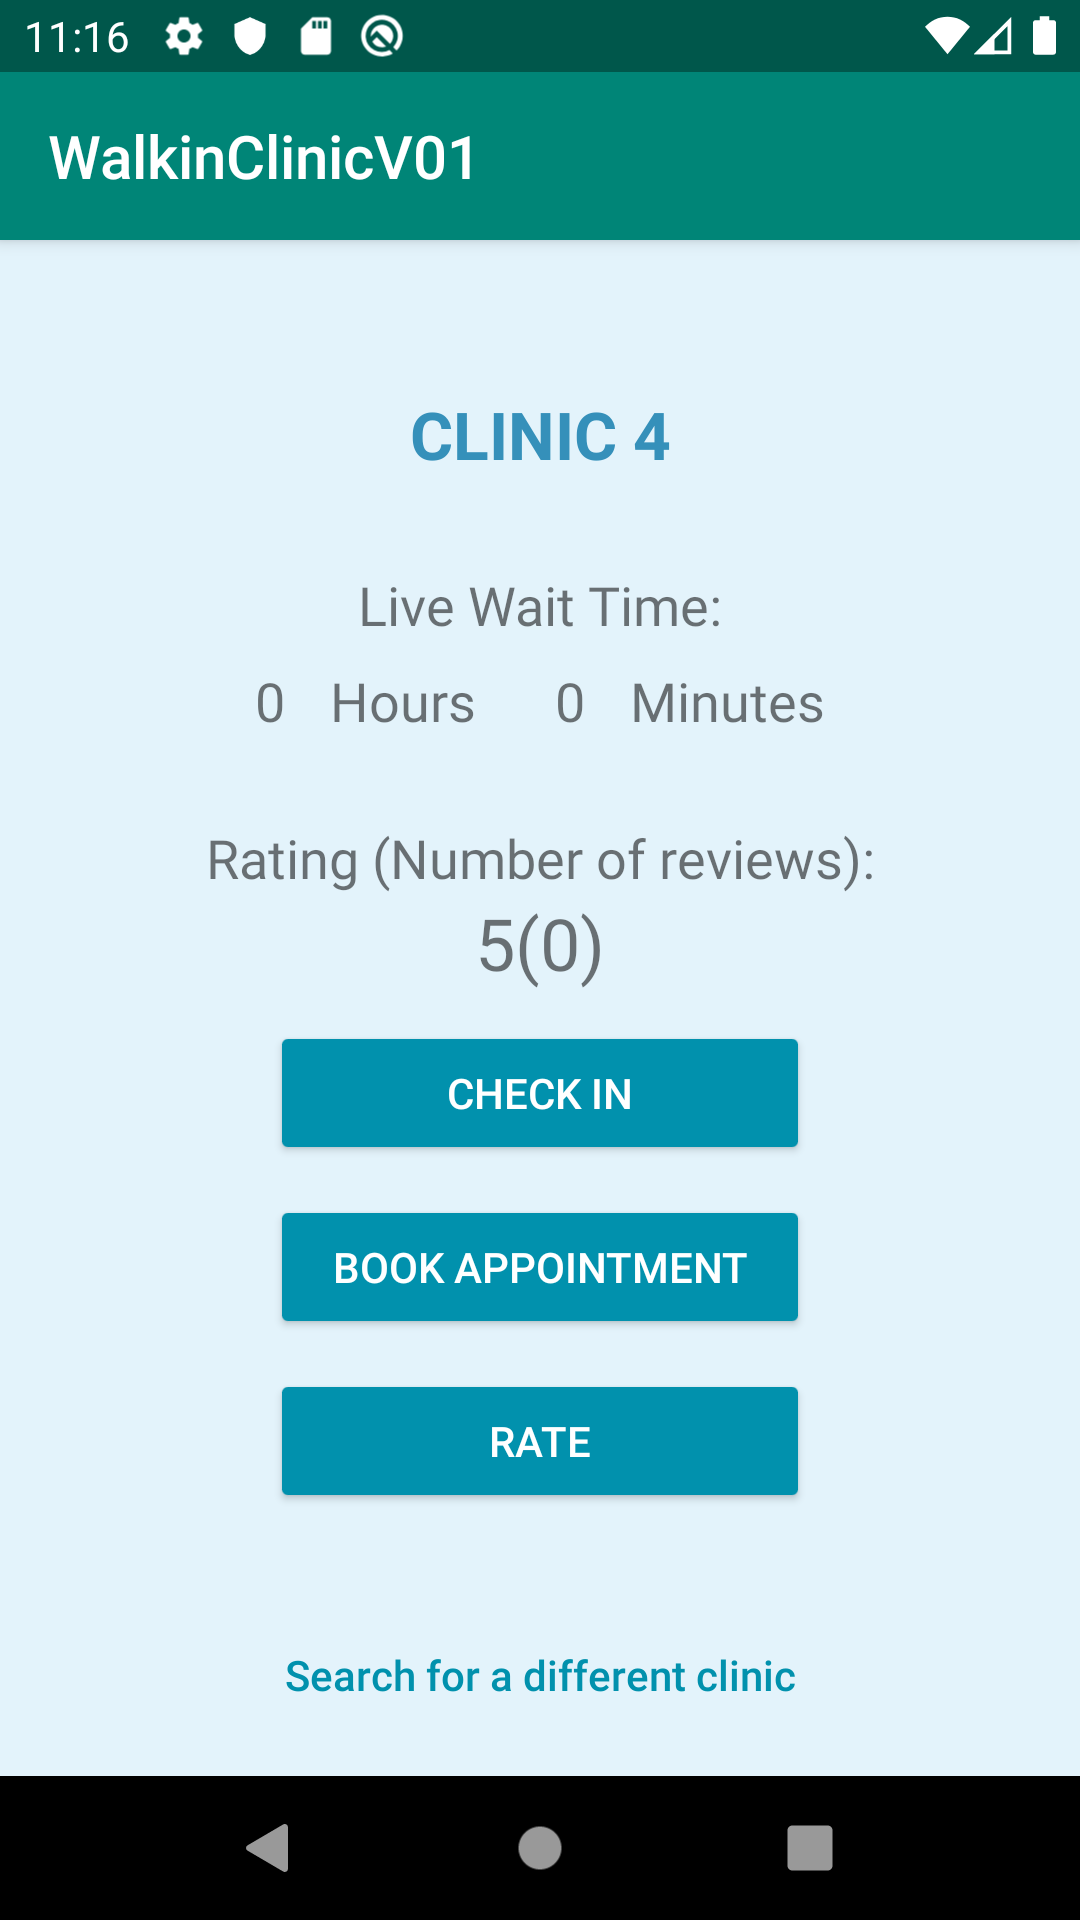 11:16
WalkinClinicV01
CLINIC 4
Live Wait Time:
0 Hours 0 Minutes
Rating (Number of reviews):
5(0)
CHECK IN
BOOK APPOINTMENT
RATE
Search for a different clinic